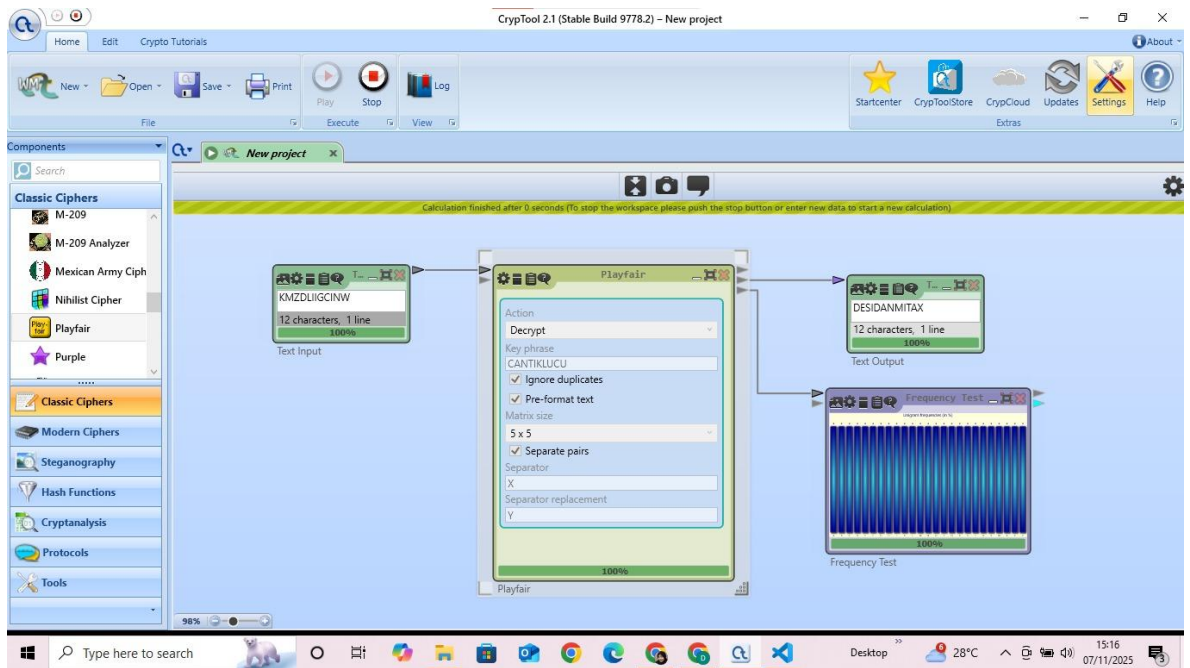 CrypTool 2.1 (Stable Build 9778.2) – New project
Home Edit Crypto Tutorials About
New Open Save Print Play Stop Log
Startcenter CrypToolStore CrypCloud Updates Settings Help
File Execute View Extras
Components
Search
Classic Ciphers
M-209
M-209 Analyzer
Mexican Army Ciph
Nihilist Cipher
Playfair
Purple
Classic Ciphers
Modern Ciphers
Steganography
Hash Functions
Cryptanalysis
Protocols
Tools
New project
Calculation finished after 0 seconds (To stop the workspace please push the stop button or enter new data to start a new calculation)
T...
KMZDLIIGCINW
12 characters, 1 line
100%
Text Input
Playfair
Action
Decrypt
Key phrase
CANTIKLUCU
Ignore duplicates
Pre-format text
Matrix size
5 x 5
Separate pairs
Separator
X
Separator replacement
Y
100%
Playfair
T...
DESIDANMITAX
12 characters, 1 line
100%
Text Output
Frequency Test
100%
Frequency Test
98%
Type here to search
Desktop
28°C
15:16
07/11/2025
3